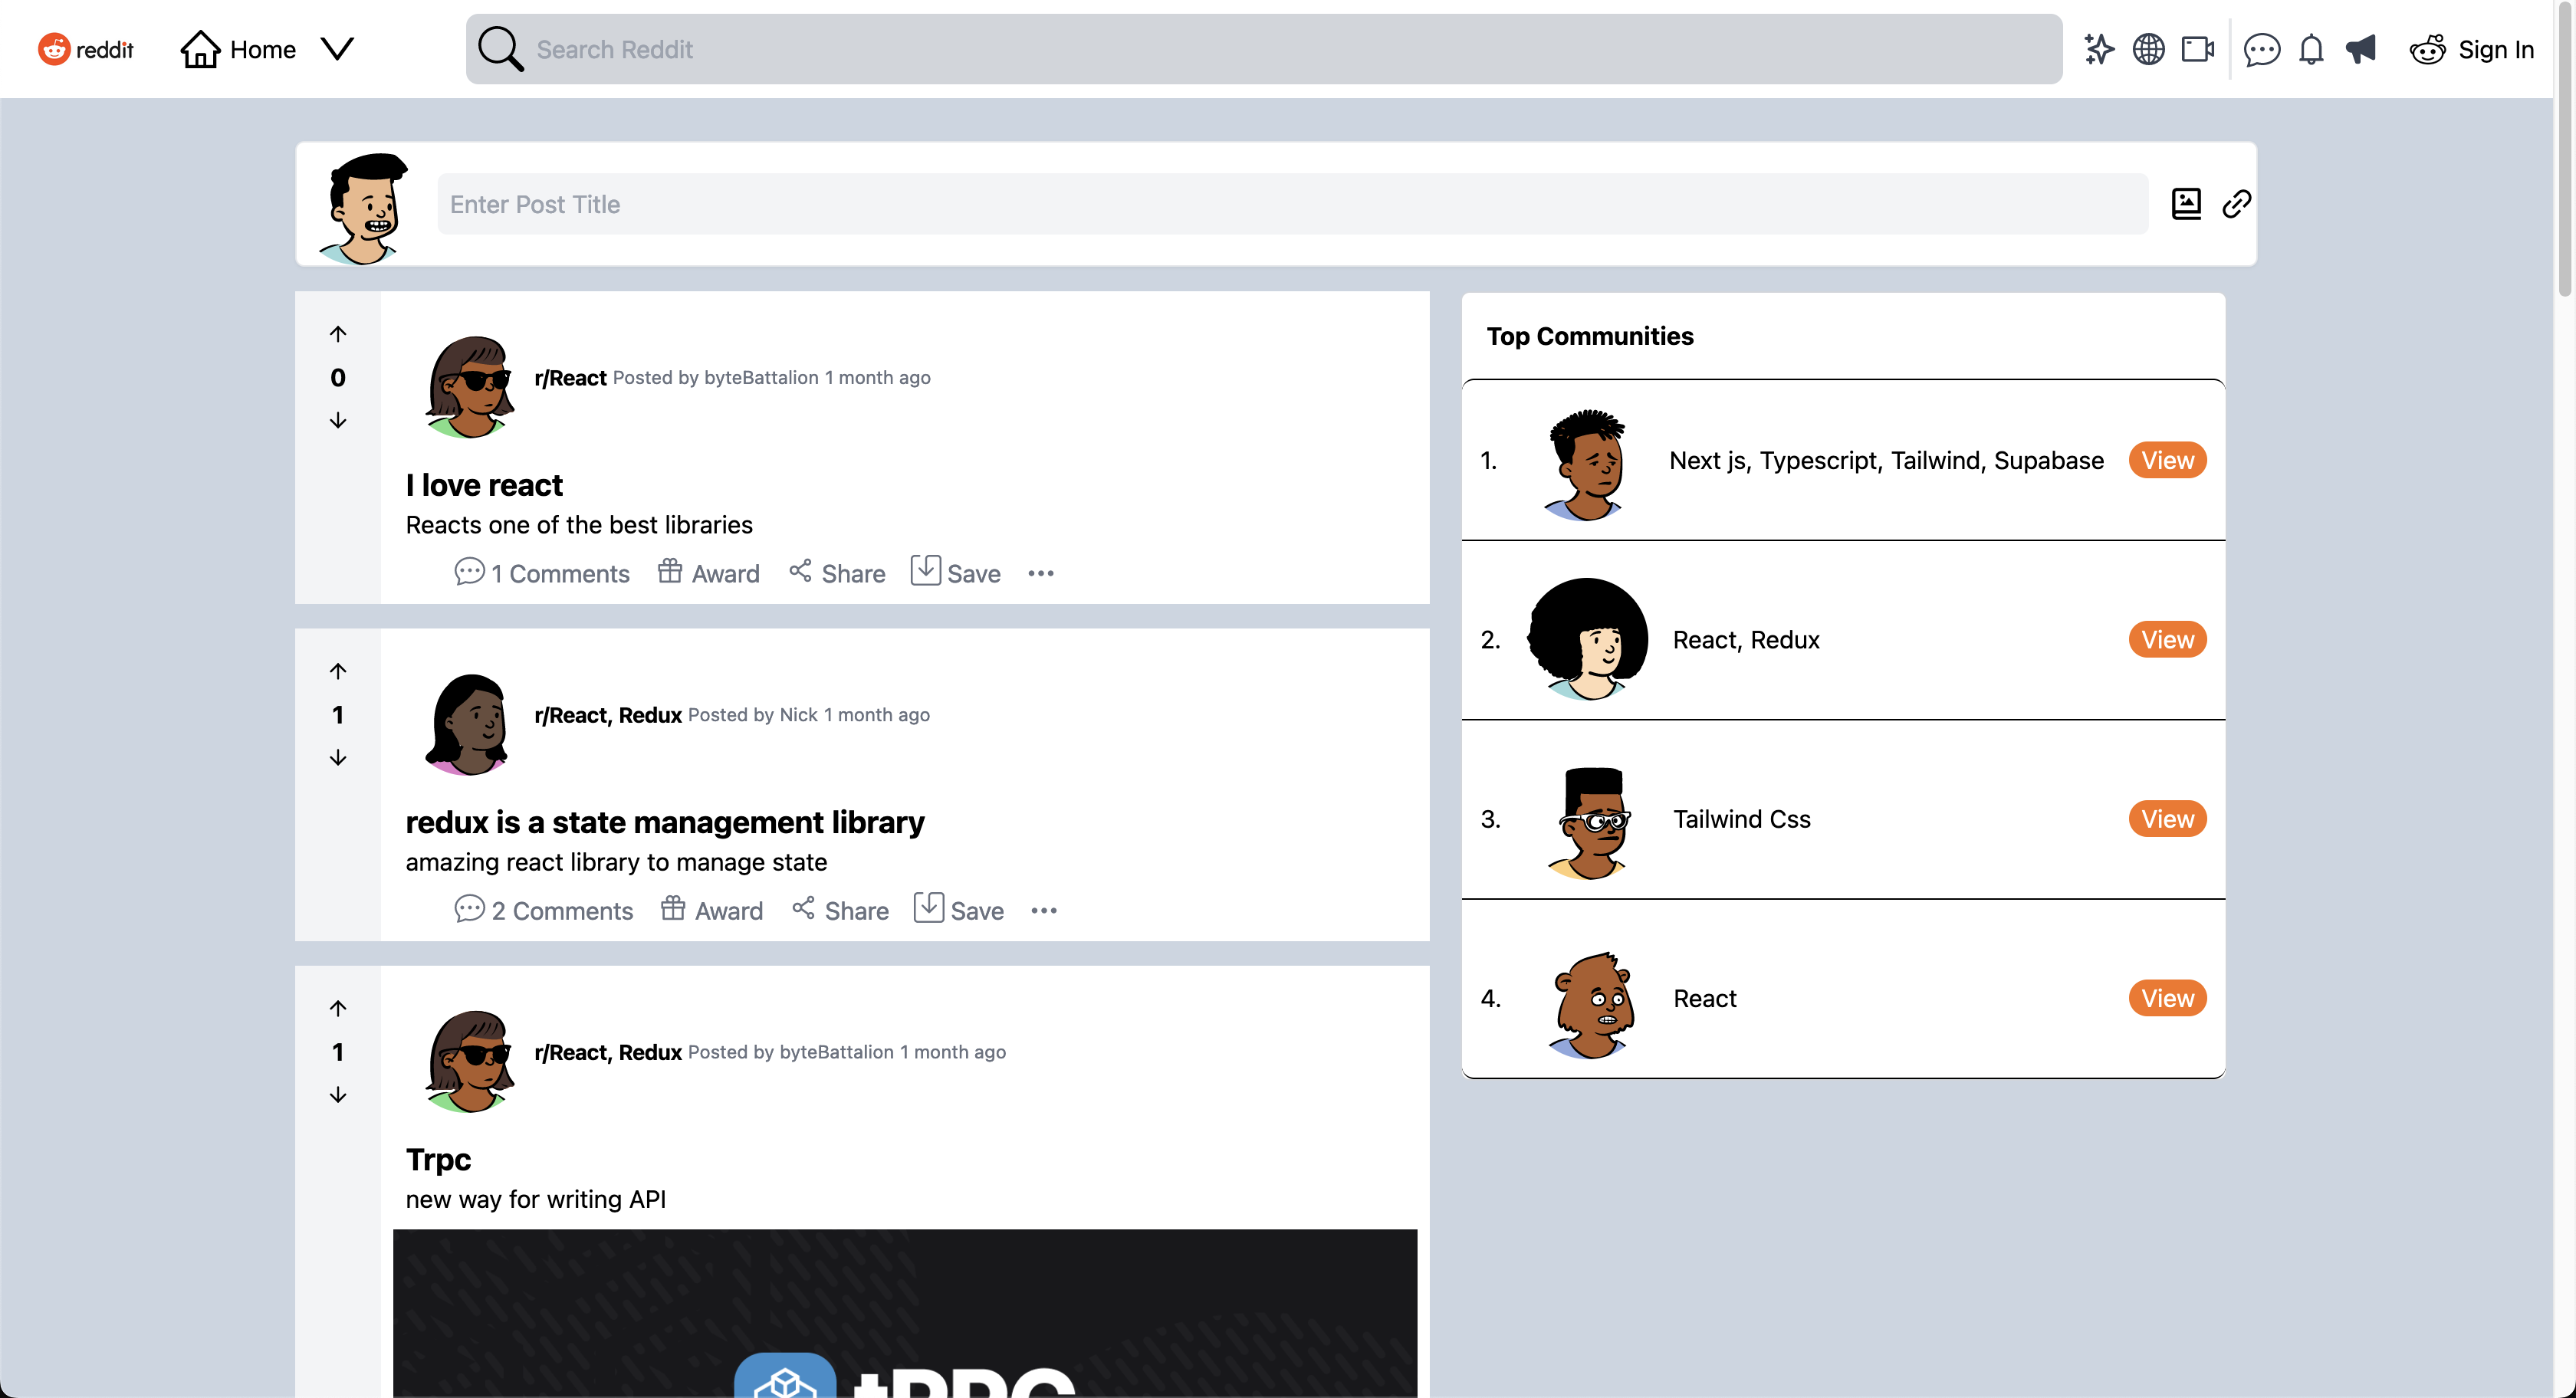 reddit Home Search Reddit Sign In
Enter Post Title
0
r/React Posted by byteBattalion 1 month ago
I love react
Reacts one of the best libraries
1 Comments Award Share Save
1
r/React, Redux Posted by Nick 1 month ago
redux is a state management library
amazing react library to manage state
2 Comments Award Share Save
1
r/React, Redux Posted by byteBattalion 1 month ago
Trpc
new way for writing API
tRPC
Top Communities
1. Next js, Typescript, Tailwind, Supabase View
2. React, Redux View
3. Tailwind Css View
4. React View